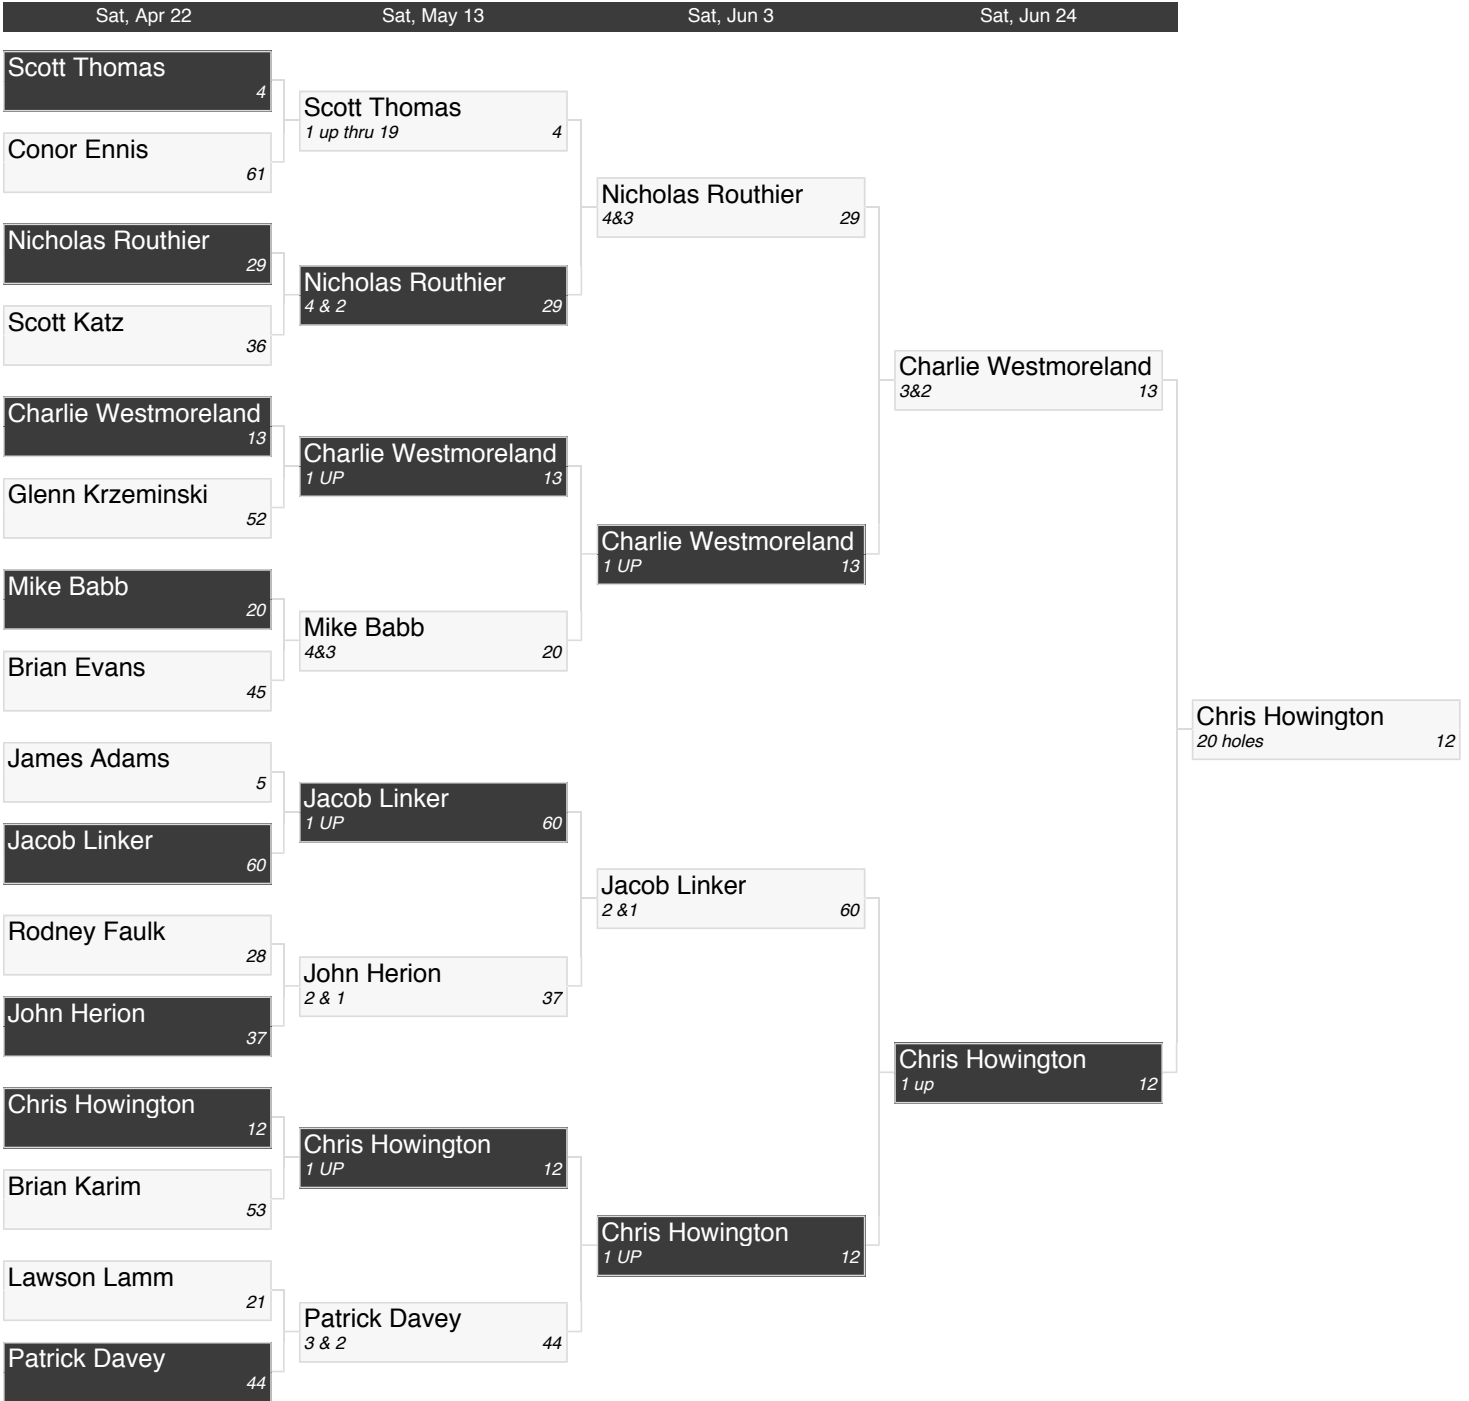 Sat, Apr 22
Sat, May 13
Sat, Jun 3
Sat, Jun 24
Scott Thomas
4
Conor Ennis
61
Nicholas Routhier
29
Scott Katz
36
Charlie Westmoreland
13
Glenn Krzeminski
52
Mike Babb
20
Brian Evans
45
James Adams
5
Jacob Linker
60
Rodney Faulk
28
John Herion
37
Chris Howington
12
Brian Karim
53
Lawson Lamm
21
Patrick Davey
44
Scott Thomas
1 up thru 19 4
Nicholas Routhier
4 & 2 29
Charlie Westmoreland
1 UP 13
Mike Babb
4&3 20
Jacob Linker
1 UP 60
John Herion
2 & 1 37
Chris Howington
1 UP 12
Patrick Davey
3 & 2 44
Nicholas Routhier
4&3 29
Charlie Westmoreland
1 UP 13
Jacob Linker
2 &1 60
Chris Howington
1 UP 12
Charlie Westmoreland
3&2 13
Chris Howington
1 up 12
Chris Howington
20 holes 12